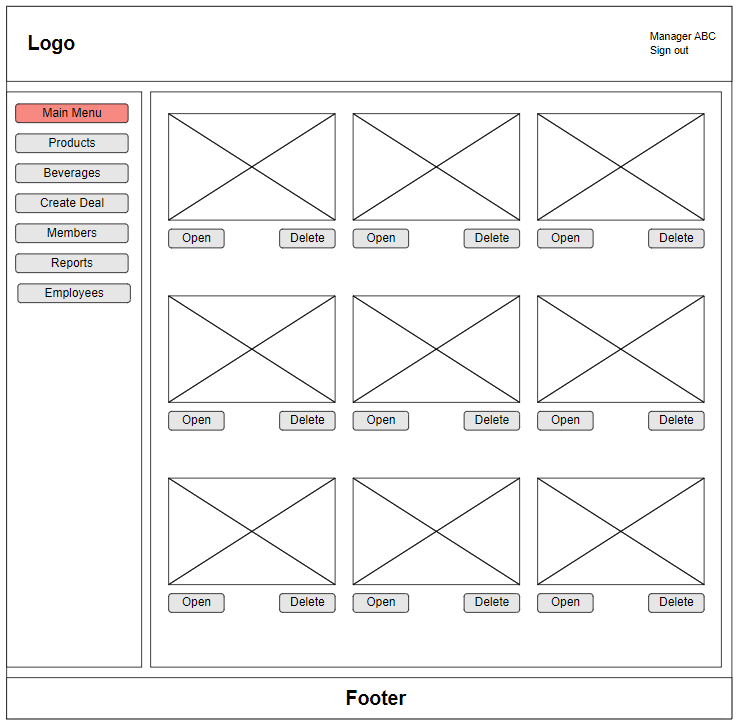 Logo
Manager ABC
Sign out
Main Menu
Products
Beverages
Create Deal
Members
Reports
Employees
Open Delete Open Delete Open Delete
Open Delete Open Delete Open Delete
Open Delete Open Delete Open Delete
Footer